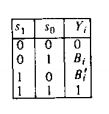 s₁ s₀ Yᵢ
0 0 0
0 1 Bᵢ
1 0 B′ᵢ
1 1 1